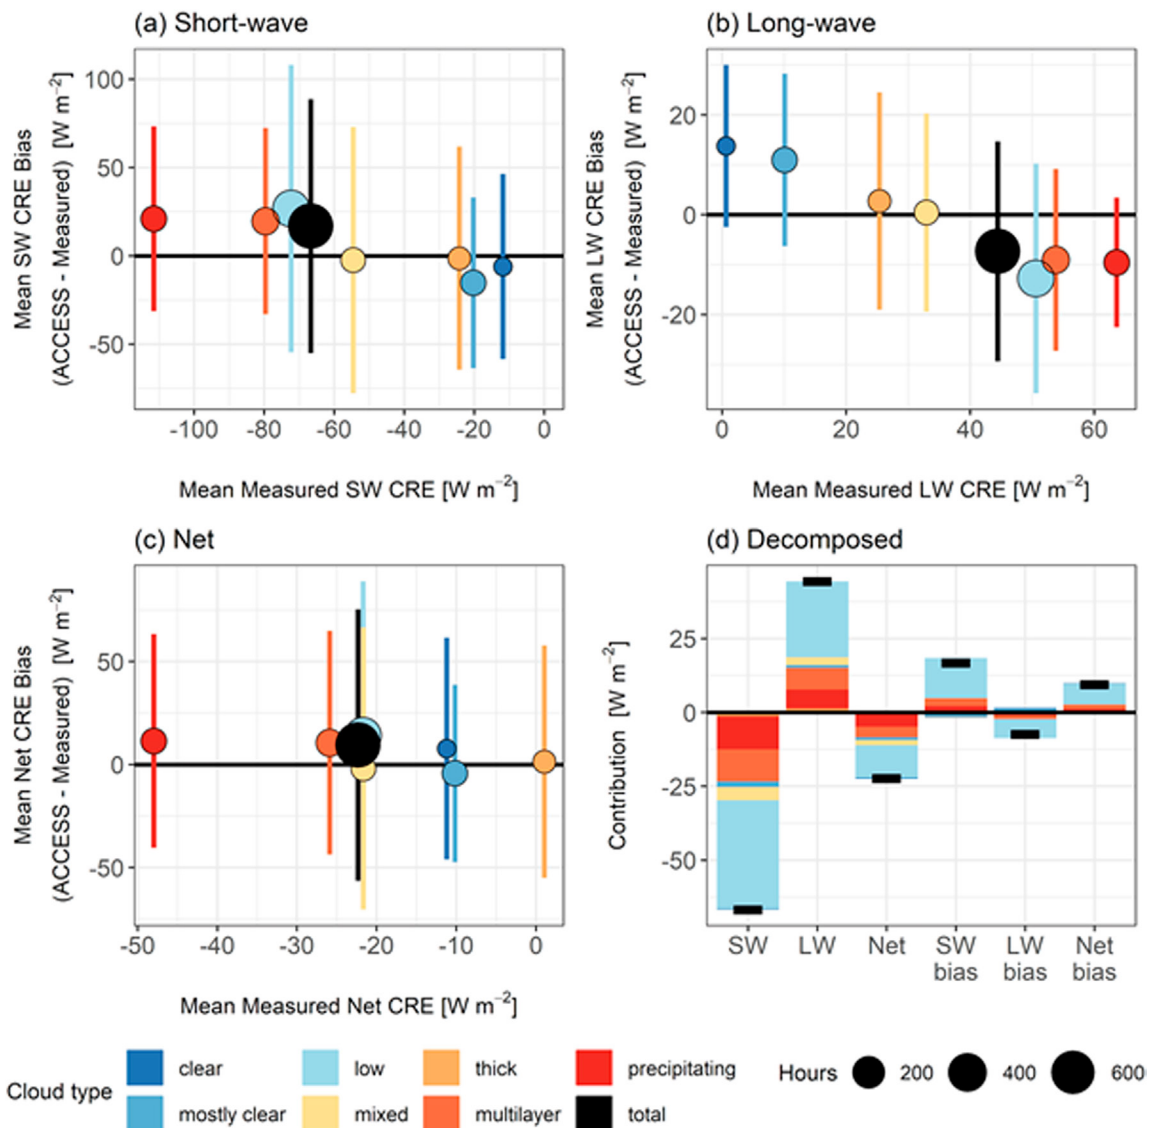 (a) Short-wave
Mean SW CRE Bias
(ACCESS - Measured) [W m⁻²]
100
50
0
-50
-100 -80 -60 -40 -20 0
Mean Measured SW CRE [W m⁻²]
(b) Long-wave
Mean LW CRE Bias
(ACCESS - Measured) [W m⁻²]
20
0
-20
0 20 40 60
Mean Measured LW CRE [W m⁻²]
(c) Net
Mean Net CRE Bias
(ACCESS - Measured) [W m⁻²]
50
0
-50
-50 -40 -30 -20 -10 0
Mean Measured Net CRE [W m⁻²]
(d) Decomposed
Contribution [W m⁻²]
25
0
-25
-50
SW LW Net SW bias LW bias Net bias
Cloud type
clear low thick precipitating
mostly clear mixed multilayer total
Hours 200 400 600